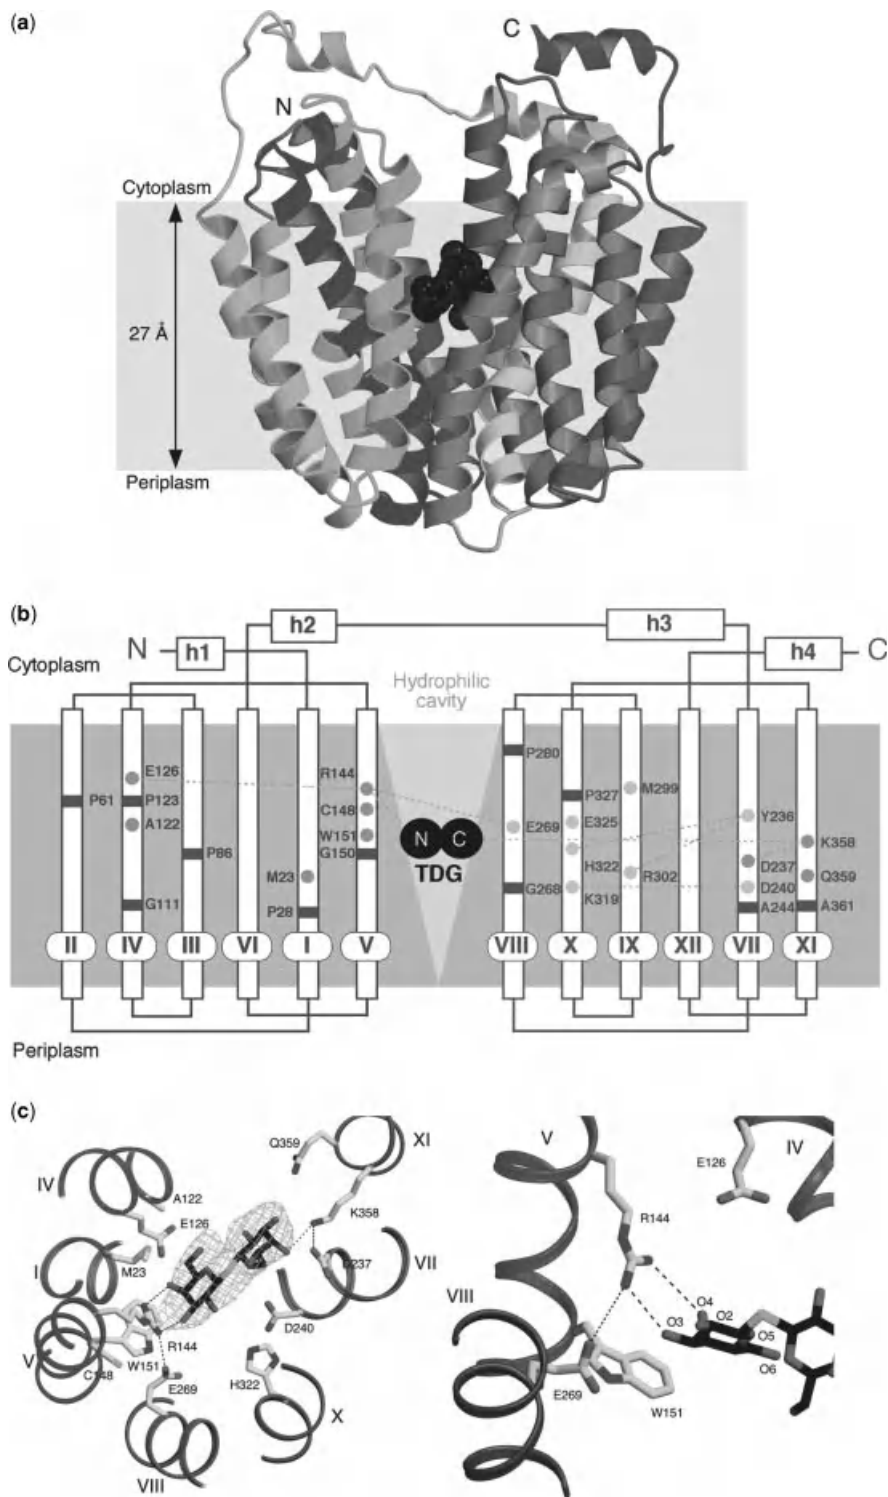 (a)
C
N
Cytoplasm
27 Å
Periplasm
(b)
N
h1
h2
h3
h4
C
Cytoplasm
Hydrophilic
cavity
E126
R144
P280
P61
P123
A122
C148
W151
G150
P86
M23
G111
P28
N C
TDG
E269
G268
P327
M299
E325
Y236
K358
H322
R302
D237
Q359
K319
D240
A244
A361
II IV III VI I V VIII X IX XII VII XI
Periplasm
(c)
Q359
XI
IV
A122
E126
K358
I
M23
D237
VII
D240
V
C148
W151
R144
E269
H322
X
VIII
V
E126
IV
R144
VIII
O4
O3
O2
O5
O6
E269
W151